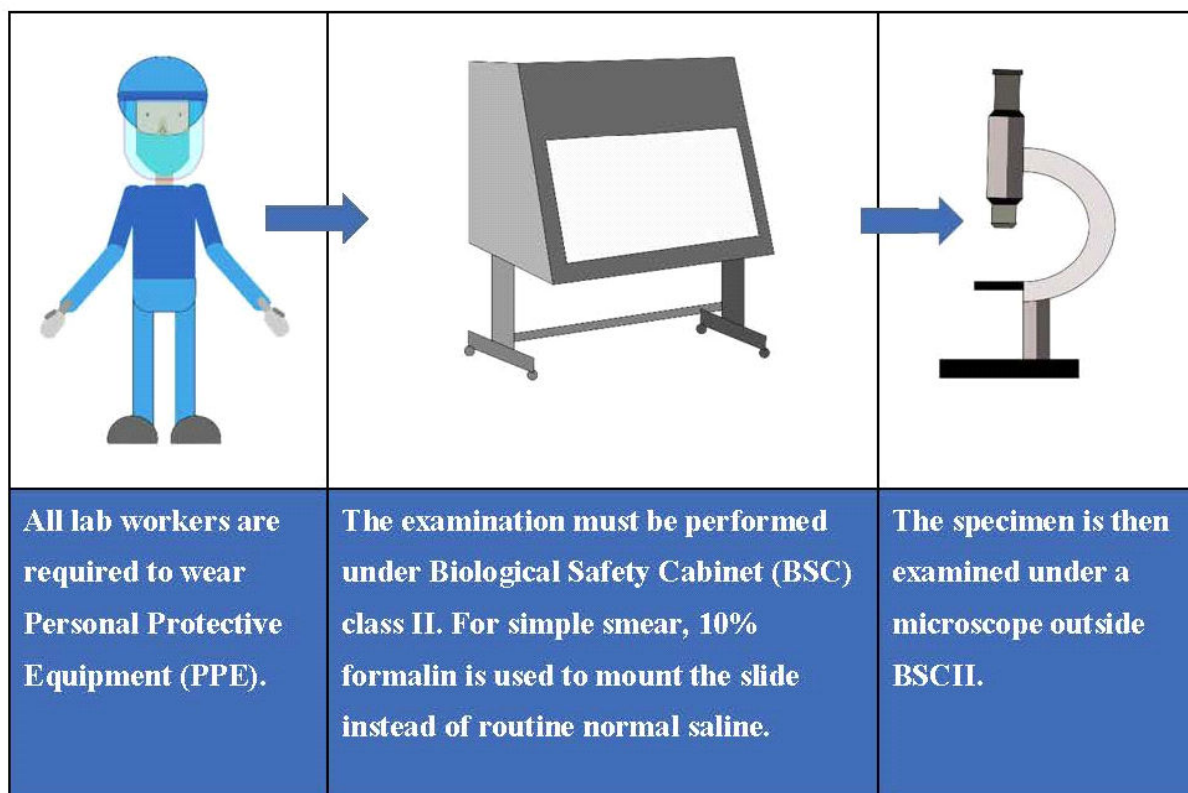 All lab workers are
required to wear
Personal Protective
Equipment (PPE).
The examination must be performed
under Biological Safety Cabinet (BSC)
class II. For simple smear, 10%
formalin is used to mount the slide
instead of routine normal saline.
The specimen is then
examined under a
microscope outside
BSCII.